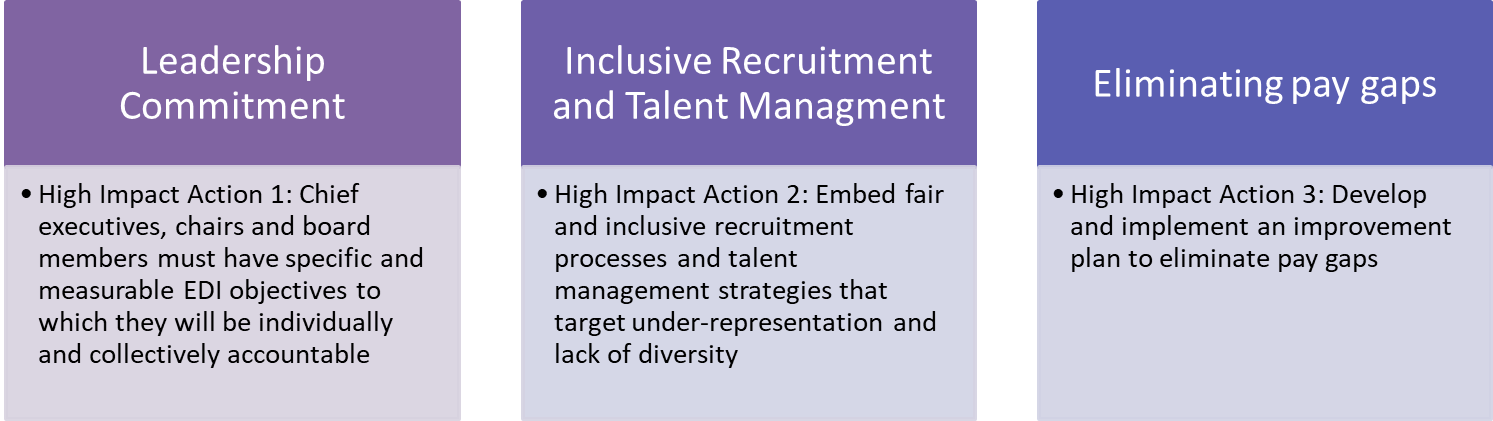 Leadership
Commitment
• High Impact Action 1: Chief
executives, chairs and board
members must have specific and
measurable EDI objectives to
which they will be individually
and collectively accountable
Inclusive Recruitment
and Talent Managment
• High Impact Action 2: Embed fair
and inclusive recruitment
processes and talent
management strategies that
target under-representation and
lack of diversity
Eliminating pay gaps
• High Impact Action 3: Develop
and implement an improvement
plan to eliminate pay gaps